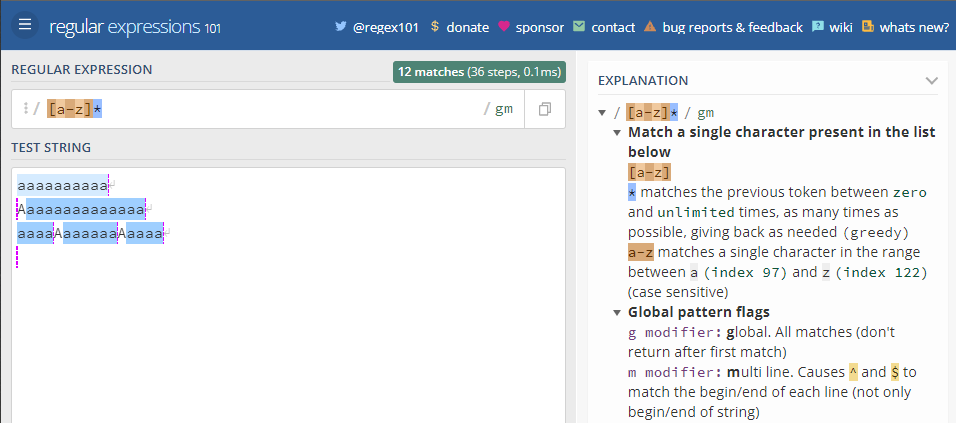 regular expressions 101
@regex101
$ donate
sponsor
contact
bug reports & feedback
wiki
whats new?
REGULAR EXPRESSION
12 matches (36 steps, 0.1ms)
/ [a-z]*
/ gm
TEST STRING
aaaaaaaaaa
Aaaaaaaaaaaaaa
aaaaAaaaaaaAaaaa
EXPLANATION
/ [a-z]* / gm
Match a single character present in the list
below
[a-z]
* matches the previous token between zero
and unlimited times, as many times as
possible, giving back as needed (greedy)
a-z matches a single character in the range
between a (index 97) and z (index 122)
(case sensitive)
Global pattern flags
g modifier: global. All matches (don't
return after first match)
m modifier: multi line. Causes ^ and $ to
match the begin/end of each line (not only
begin/end of string)